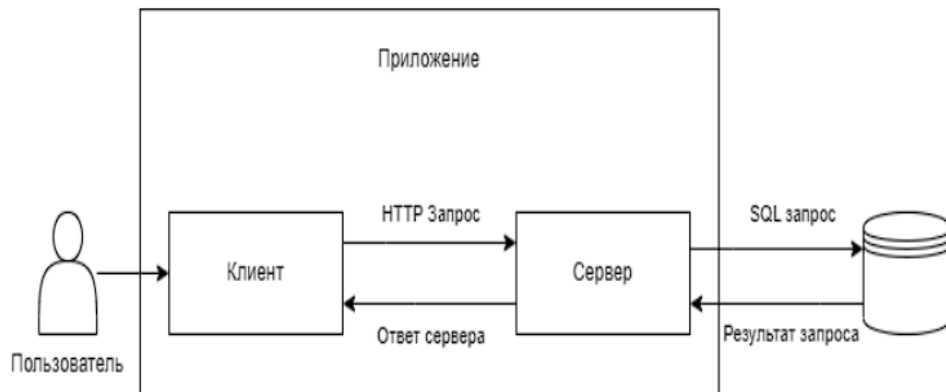 Приложение
HTTP Запрос
SQL запрос
Клиент
Сервер
Ответ сервера
Результат запроса
Пользователь